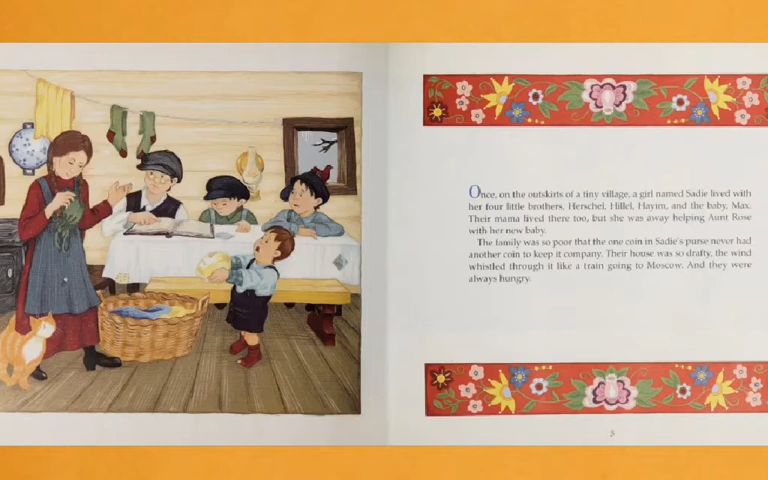 Once, on the outskirts of a tiny village, a girl named Sadie lived with
her four little brothers, Herschel, Hillel, Hayim, and the baby, Max.
Their mama lived there too, but she was away helping Aunt Rose
with her new baby.
The family was so poor that the one coin in Sadie's purse never had
another coin to keep it company. Their house was so drafty, the wind
whistled through it like a train going to Moscow. And they were
always hungry.
5